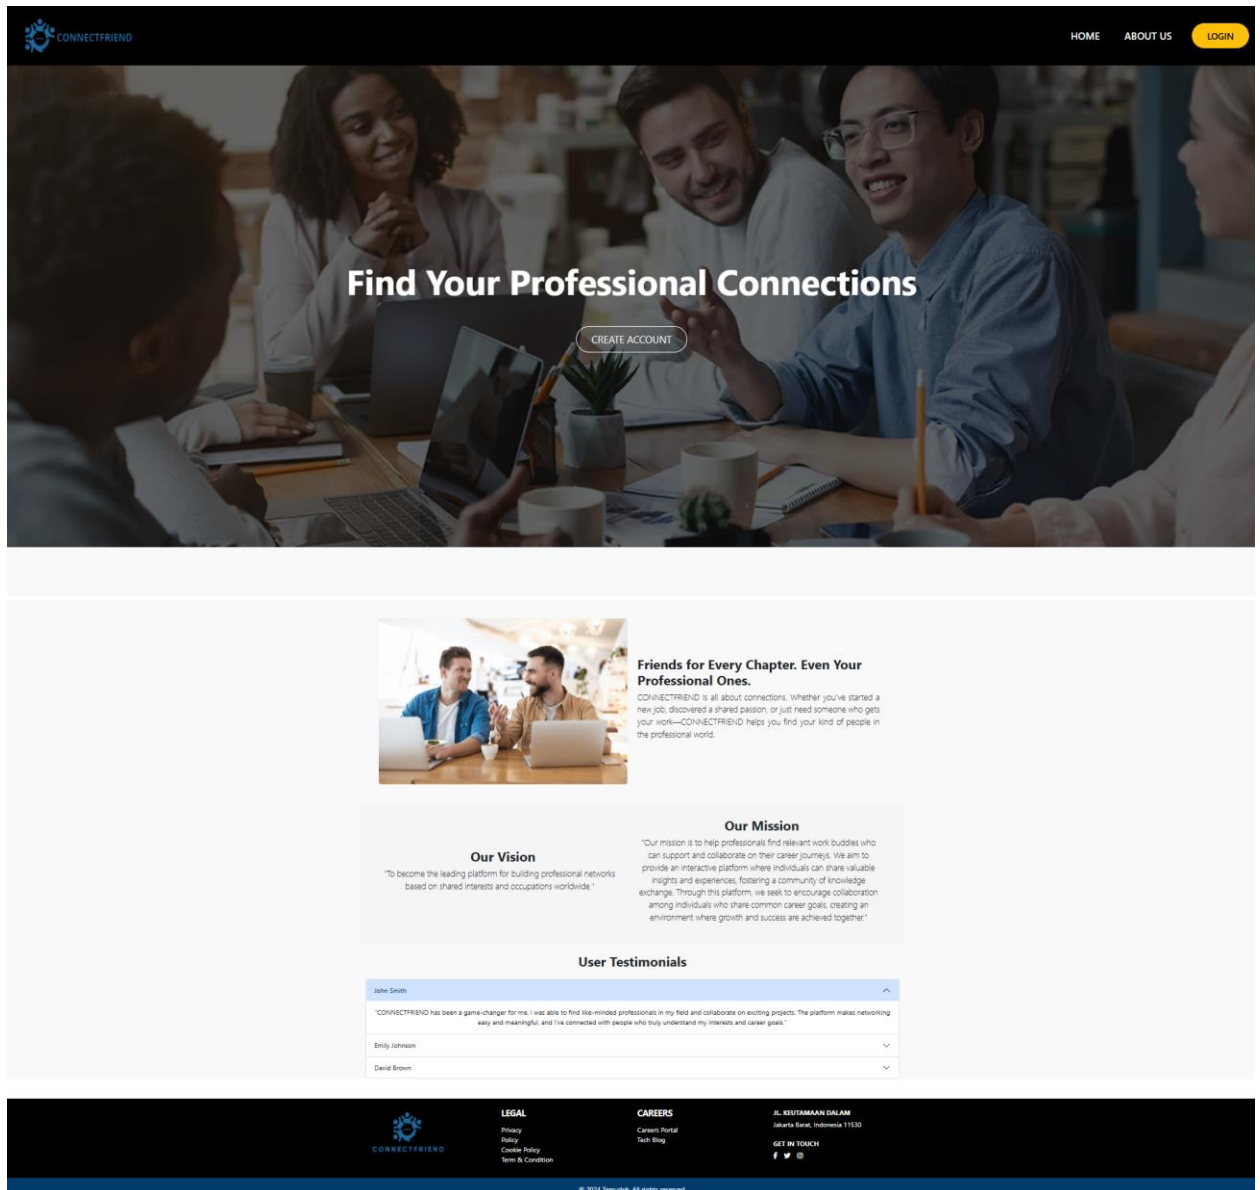 CONNECTFRIEND
HOME
ABOUT US
LOGIN
Find Your Professional Connections
CREATE ACCOUNT
Friends for Every Chapter. Even Your
Professional Ones.
CONNECTFRIEND is all about connections. Whether you've started a
new job, discovered a shared passion, or just need someone who gets
your work—CONNECTFRIEND helps you find your kind of people in
the professional world.
Our Vision
"To become the leading platform for building professional networks
based on shared interests and occupations worldwide."
Our Mission
"Our mission is to help professionals find relevant work buddies who
can support and collaborate on their career journeys. We aim to
provide an interactive platform where individuals can share valuable
insights and experiences, fostering a community of knowledge
exchange. Through this platform, we seek to encourage collaboration
among individuals who share common career goals, creating an
environment where growth and success are achieved together."
User Testimonials
John Smith
"CONNECTFRIEND has been a game-changer for me. I was able to find like-minded professionals in my field and collaborate on exciting projects. The platform makes networking
easy and meaningful, and I've connected with people who truly understand my interests and career goals."
Emily Johnson
David Brown
CONNECTFRIEND
LEGAL
Privacy
Policy
Cookie Policy
Term & Condition
CAREERS
Careers Portal
Tech Blog
JL. KEUTAMAAN DALAM
Jakarta Barat, Indonesia 11530
GET IN TOUCH
© 2024 All rights reserved